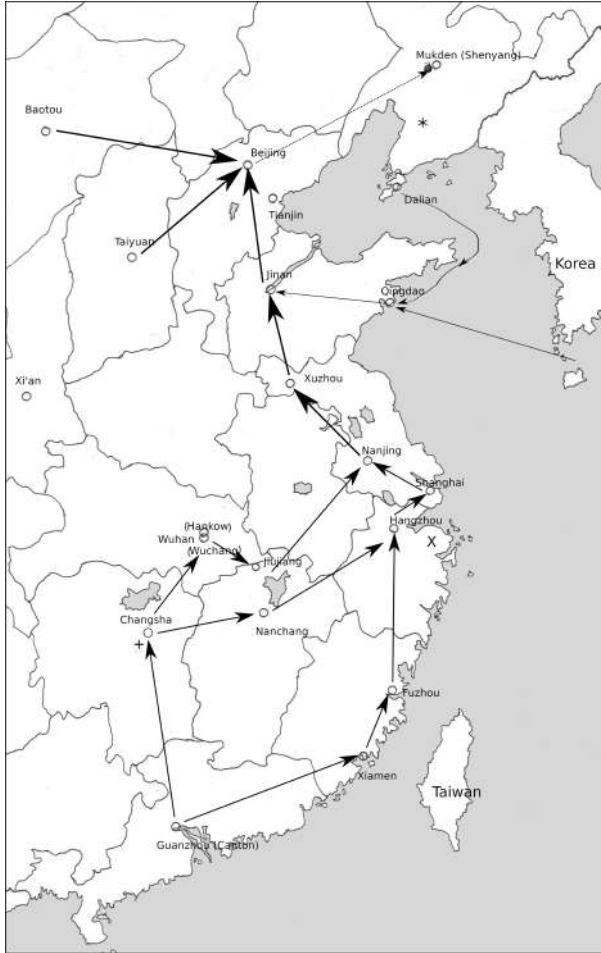 Mukden (Shenyang)
Baotou
*
Beijing
Tianjin
Dalian
Taiyuan
Korea
Jinan
Qingdao
Xuzhou
Xi'an
Nanjing
Shanghai
(Hankow)
Wuhan
(Wuchang)
Hangzhou
X
Jiujiang
Changsha
Nanchang
+
Fuzhou
Xiamen
Taiwan
Guanzhou (Canton)